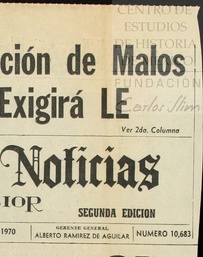 CENTRO DE
ESTUDIOS
DE HISTORIA
ción de Malos
FUNDACIÓN
Exigirá LE
Carlos Slim
Ver 2da. Columna
Noticias
SIOR
SEGUNDA EDICION
1970
GERENTE GENERAL
ALBERTO RAMIREZ DE AGUILAR
NUMERO 10,683